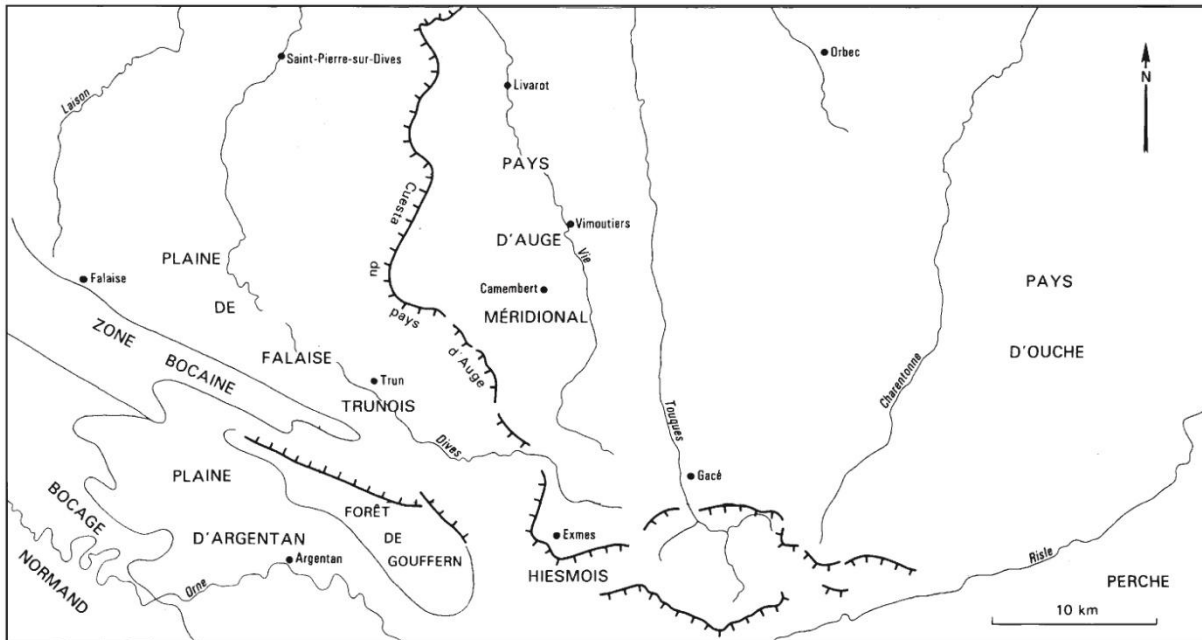 Orbec
Saint-Pierre-sur-Dives
N
Livarot
Laison
PAYS
Cuesta
Vimoutiers
D'AUGE
Vie
PLAINE
du
Falaise
PAYS
Camembert
DE
pays
MÉRIDIONAL
ZONE
D'OUCHE
BOCAINE
FALAISE
d'Auge
Trun
TRUNOIS
Touques
Charentonne
Dives
PLAINE
Gacé
BOCAGE
FORÊT
D'ARGENTAN
DE
Exmes
Argentan
GOUFFERN
HIESMOIS
Risle
NORMAND
Orne
PERCHE
10 km